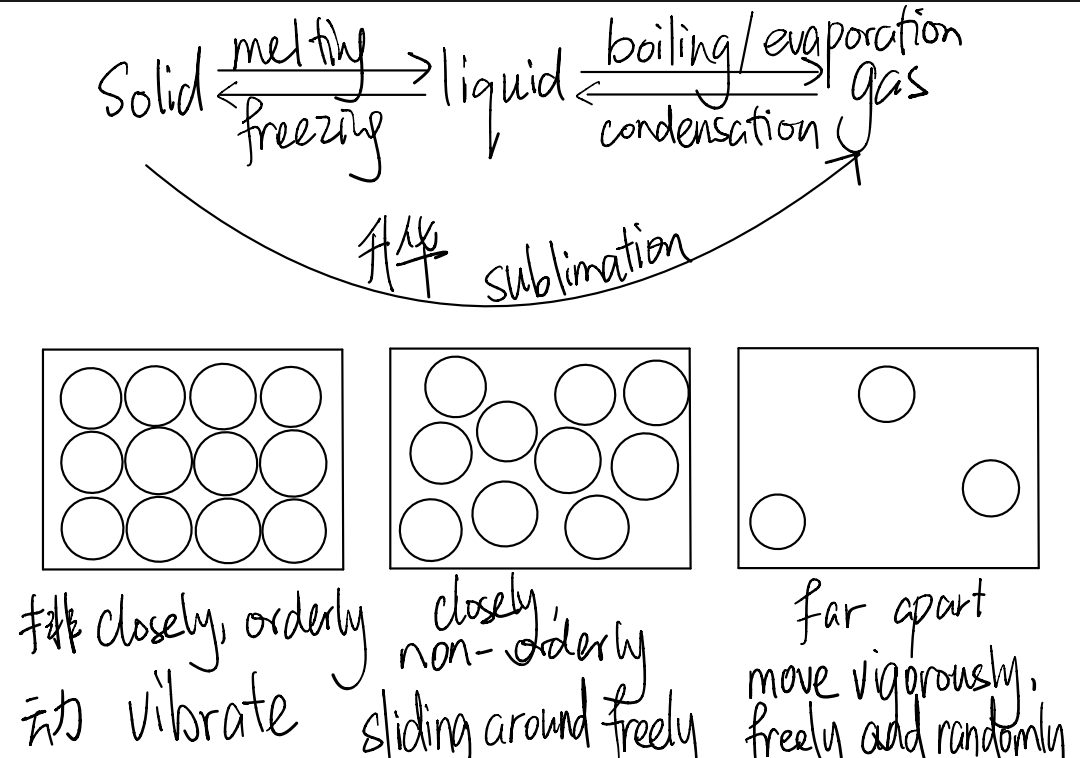 melting boiling/evaporation
Solid liquid gas
freezing condensation
升华 sublimation
排 closely, orderly
动 vibrate
closely,
non-orderly
sliding around freely
far apart
move vigorously,
freely and randomly